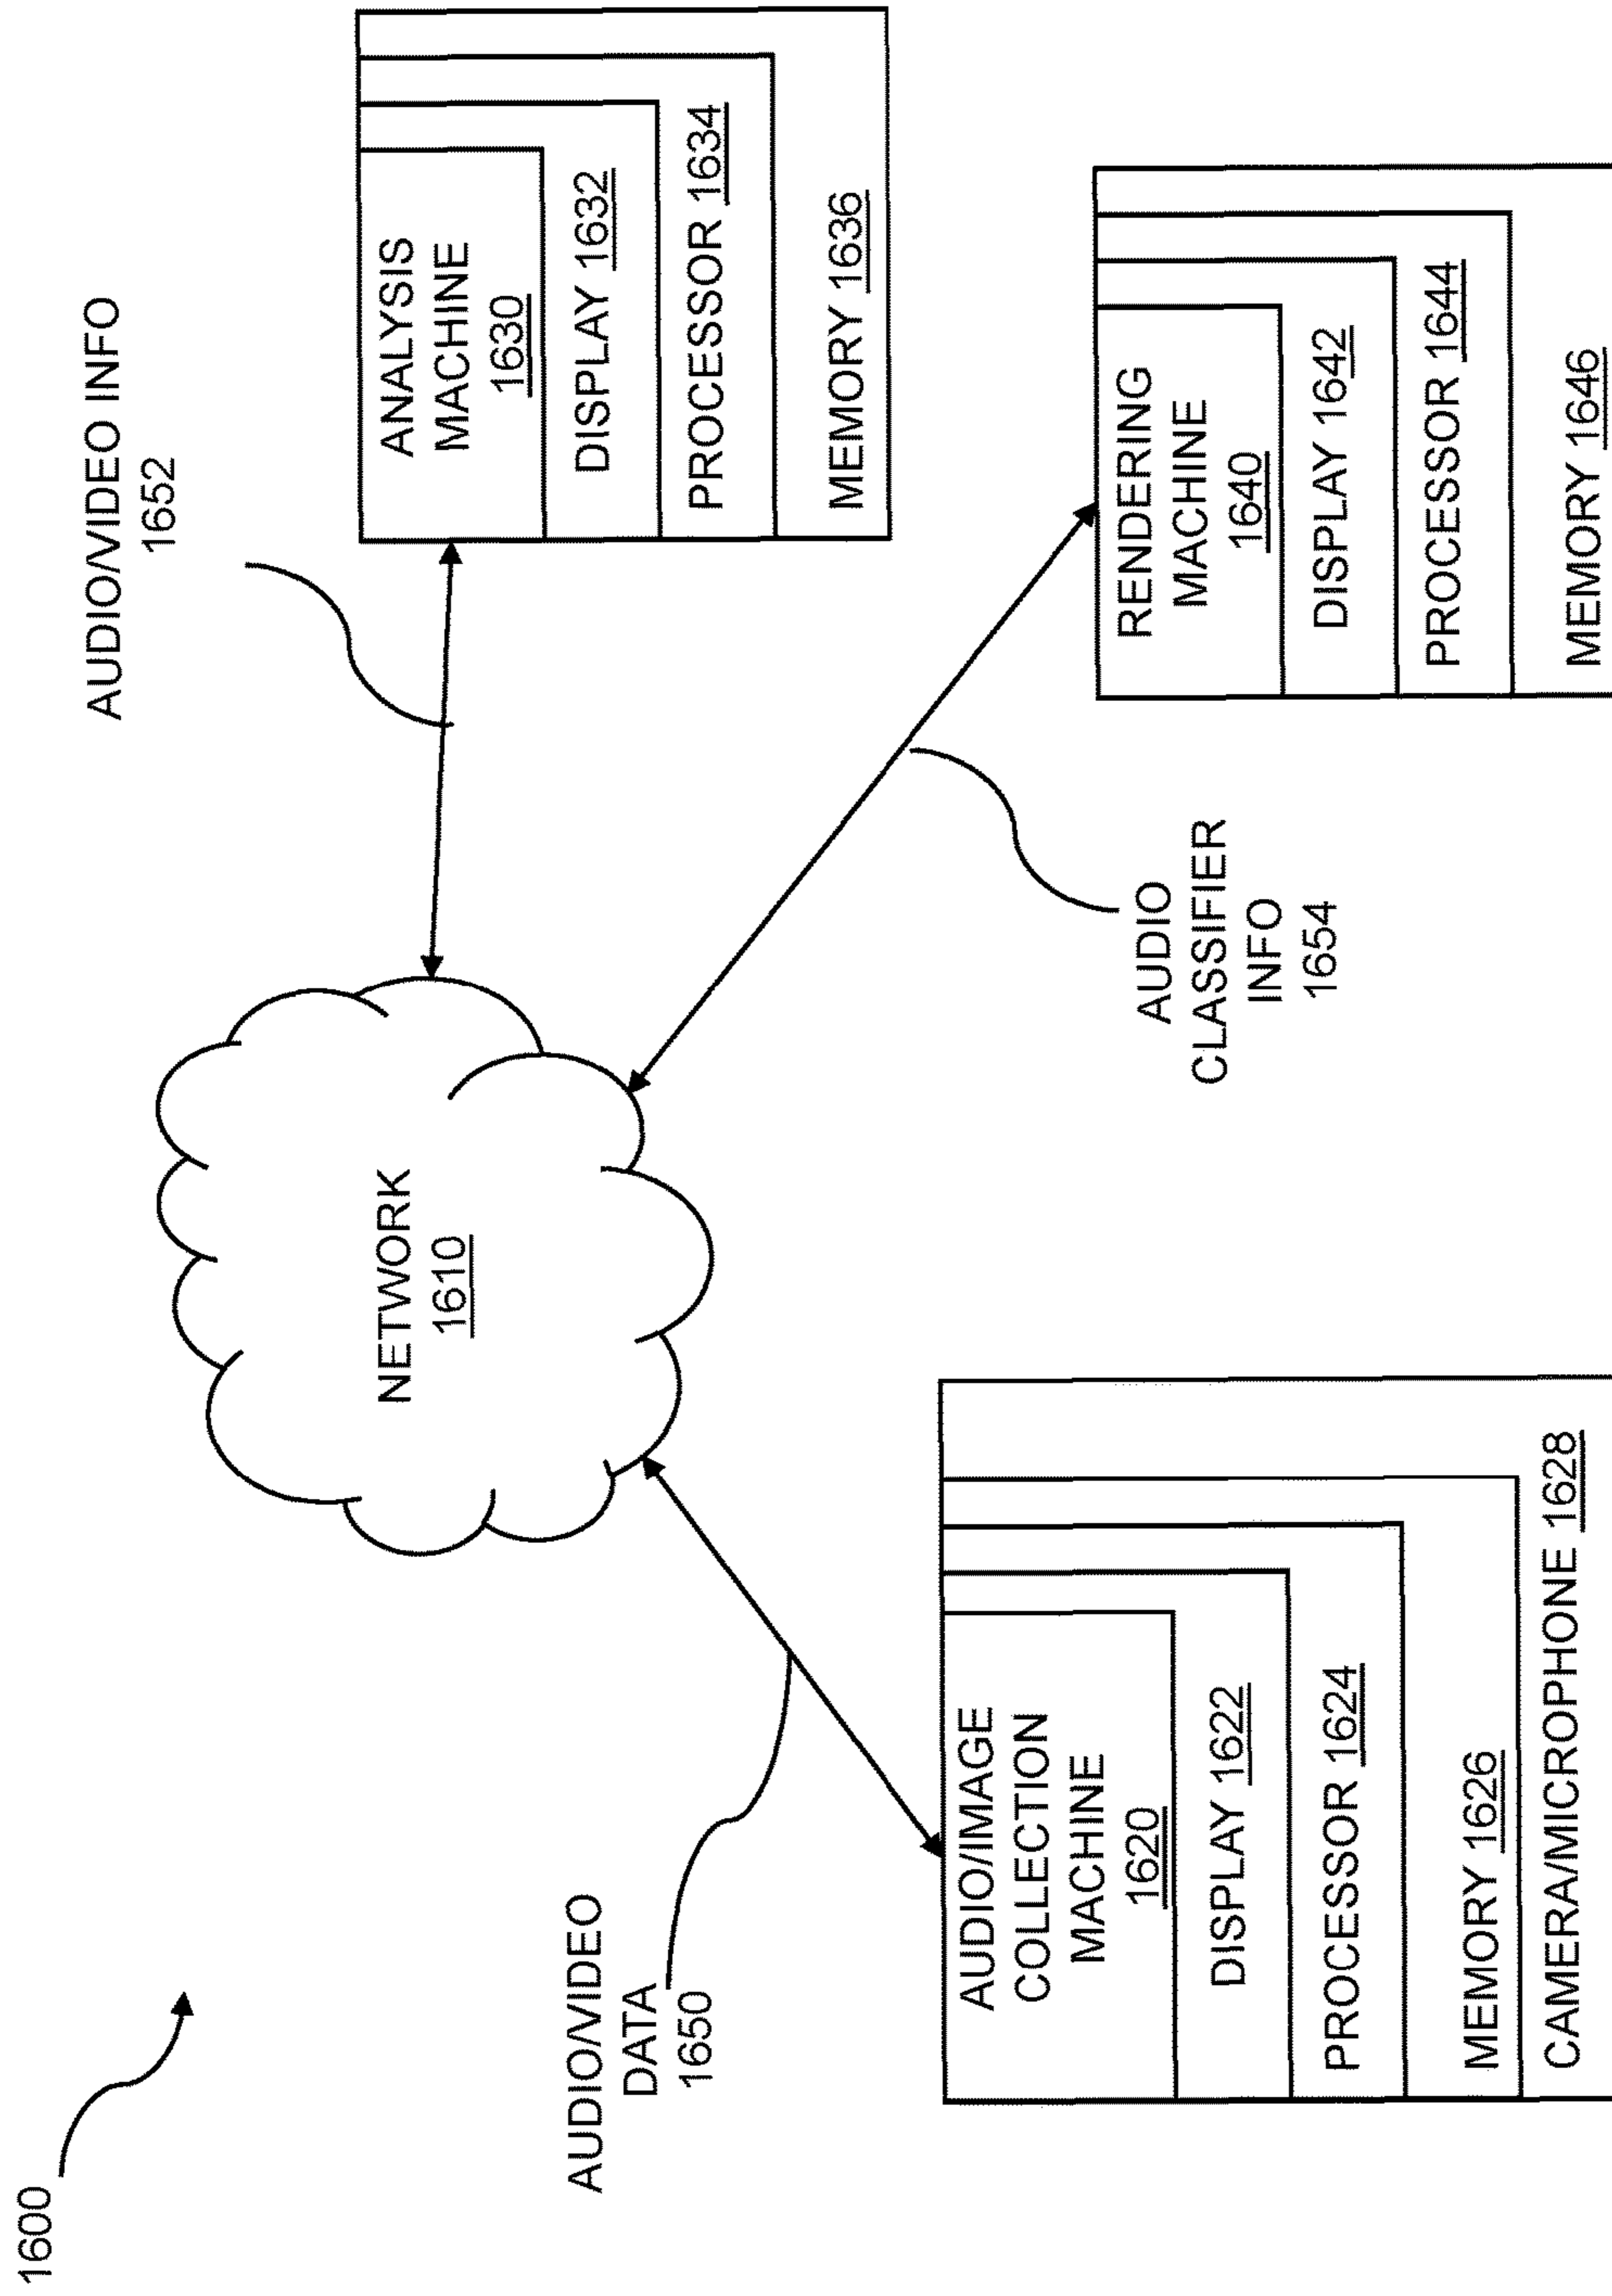 1600
AUDIO/VIDEO INFO
1652
NETWORK
1610
ANALYSIS
MACHINE
1630
DISPLAY 1632
PROCESSOR 1634
MEMORY 1636
AUDIO/VIDEO
DATA
1650
AUDIO/IMAGE
COLLECTION
MACHINE
1620
DISPLAY 1622
PROCESSOR 1624
MEMORY 1626
CAMERA/MICROPHONE 1628
AUDIO
CLASSIFIER
INFO
1654
RENDERING
MACHINE
1640
DISPLAY 1642
PROCESSOR 1644
MEMORY 1646